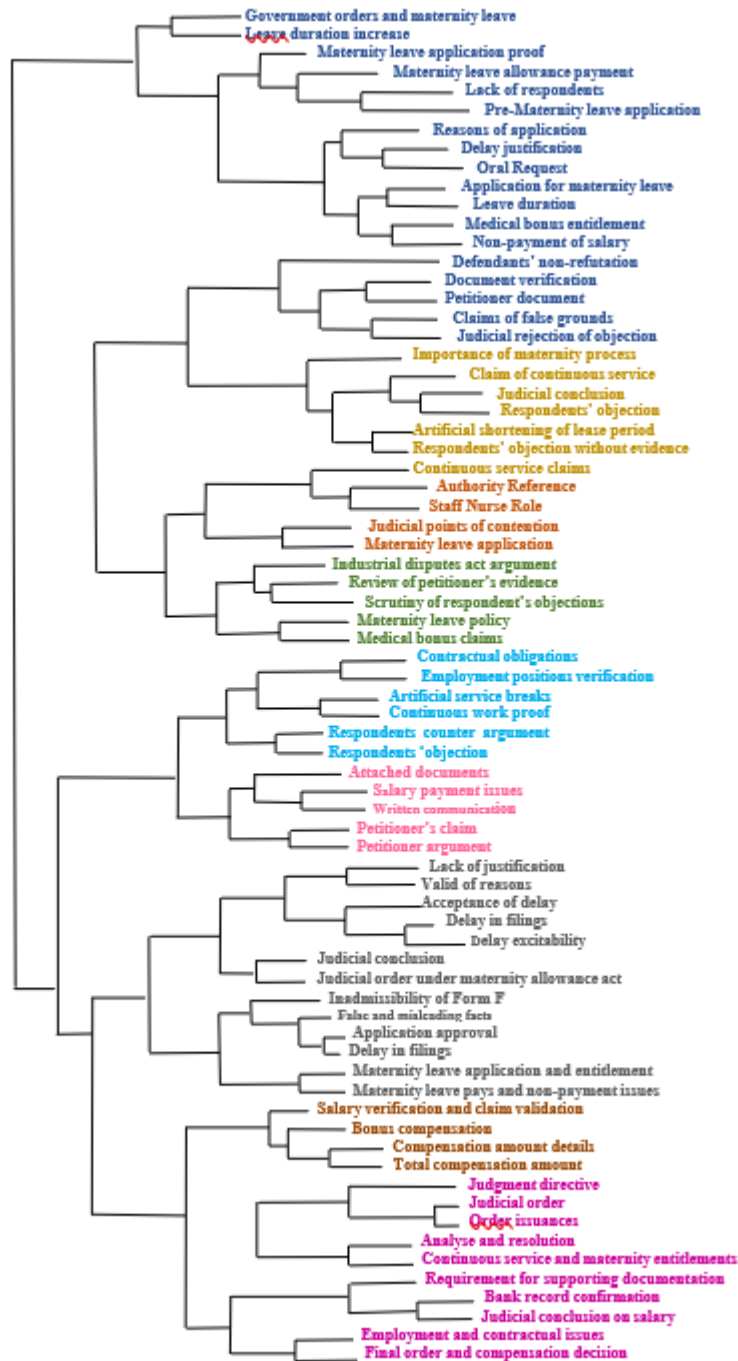 Government orders and maternity leave
Leave duration increase
Maternity leave application proof
Maternity leave allowance payment
Lack of respondents
Pre-Maternity leave application
Reasons of application
Delay justification
Oral Request
Application for maternity leave
Leave duration
Medical bonus entitlement
Non-payment of salary
Defendants' non-refutation
Document verification
Petitioner document
Claims of false grounds
Judicial rejection of objection
Importance of maternity process
Claim of continuous service
Judicial conclusion
Respondents' objection
Artificial shortening of lease period
Respondents' objection without evidence
Continuous service claims
Authority Reference
Staff Nurse Role
Judicial points of contention
Maternity leave application
Industrial disputes act argument
Review of petitioner's evidence
Scrutiny of respondent's objections
Maternity leave policy
Medical bonus claims
Contractual obligations
Employment positions verification
Artificial service breaks
Continuous work proof
Respondents counter argument
Respondents 'objection
Attached documents
Salary payment issues
Written communication
Petitioner's claim
Petitioner argument
Lack of justification
Valid of reasons
Acceptance of delay
Delay in filings
Delay excitability
Judicial conclusion
Judicial order under maternity allowance act
Inadmissibility of Form F
False and misleading facts
Application approval
Delay in filings
Maternity leave application and entitlement
Maternity leave pays and non-payment issues
Salary verification and claim validation
Bonus compensation
Compensation amount details
Total compensation amount
Judgment directive
Judicial order
Order issuances
Analyse and resolution
Continuous service and maternity entitlements
Requirement for supporting documentation
Bank record confirmation
Judicial conclusion on salary
Employment and contractual issues
Final order and compensation decision